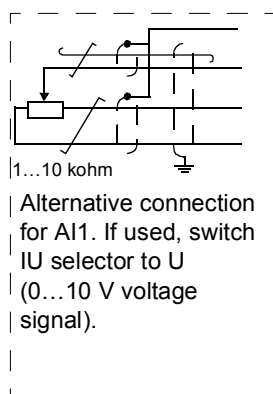 1…10 kohm
Alternative connection
for AI1. If used, switch
IU selector to U
(0…10 V voltage
signal).